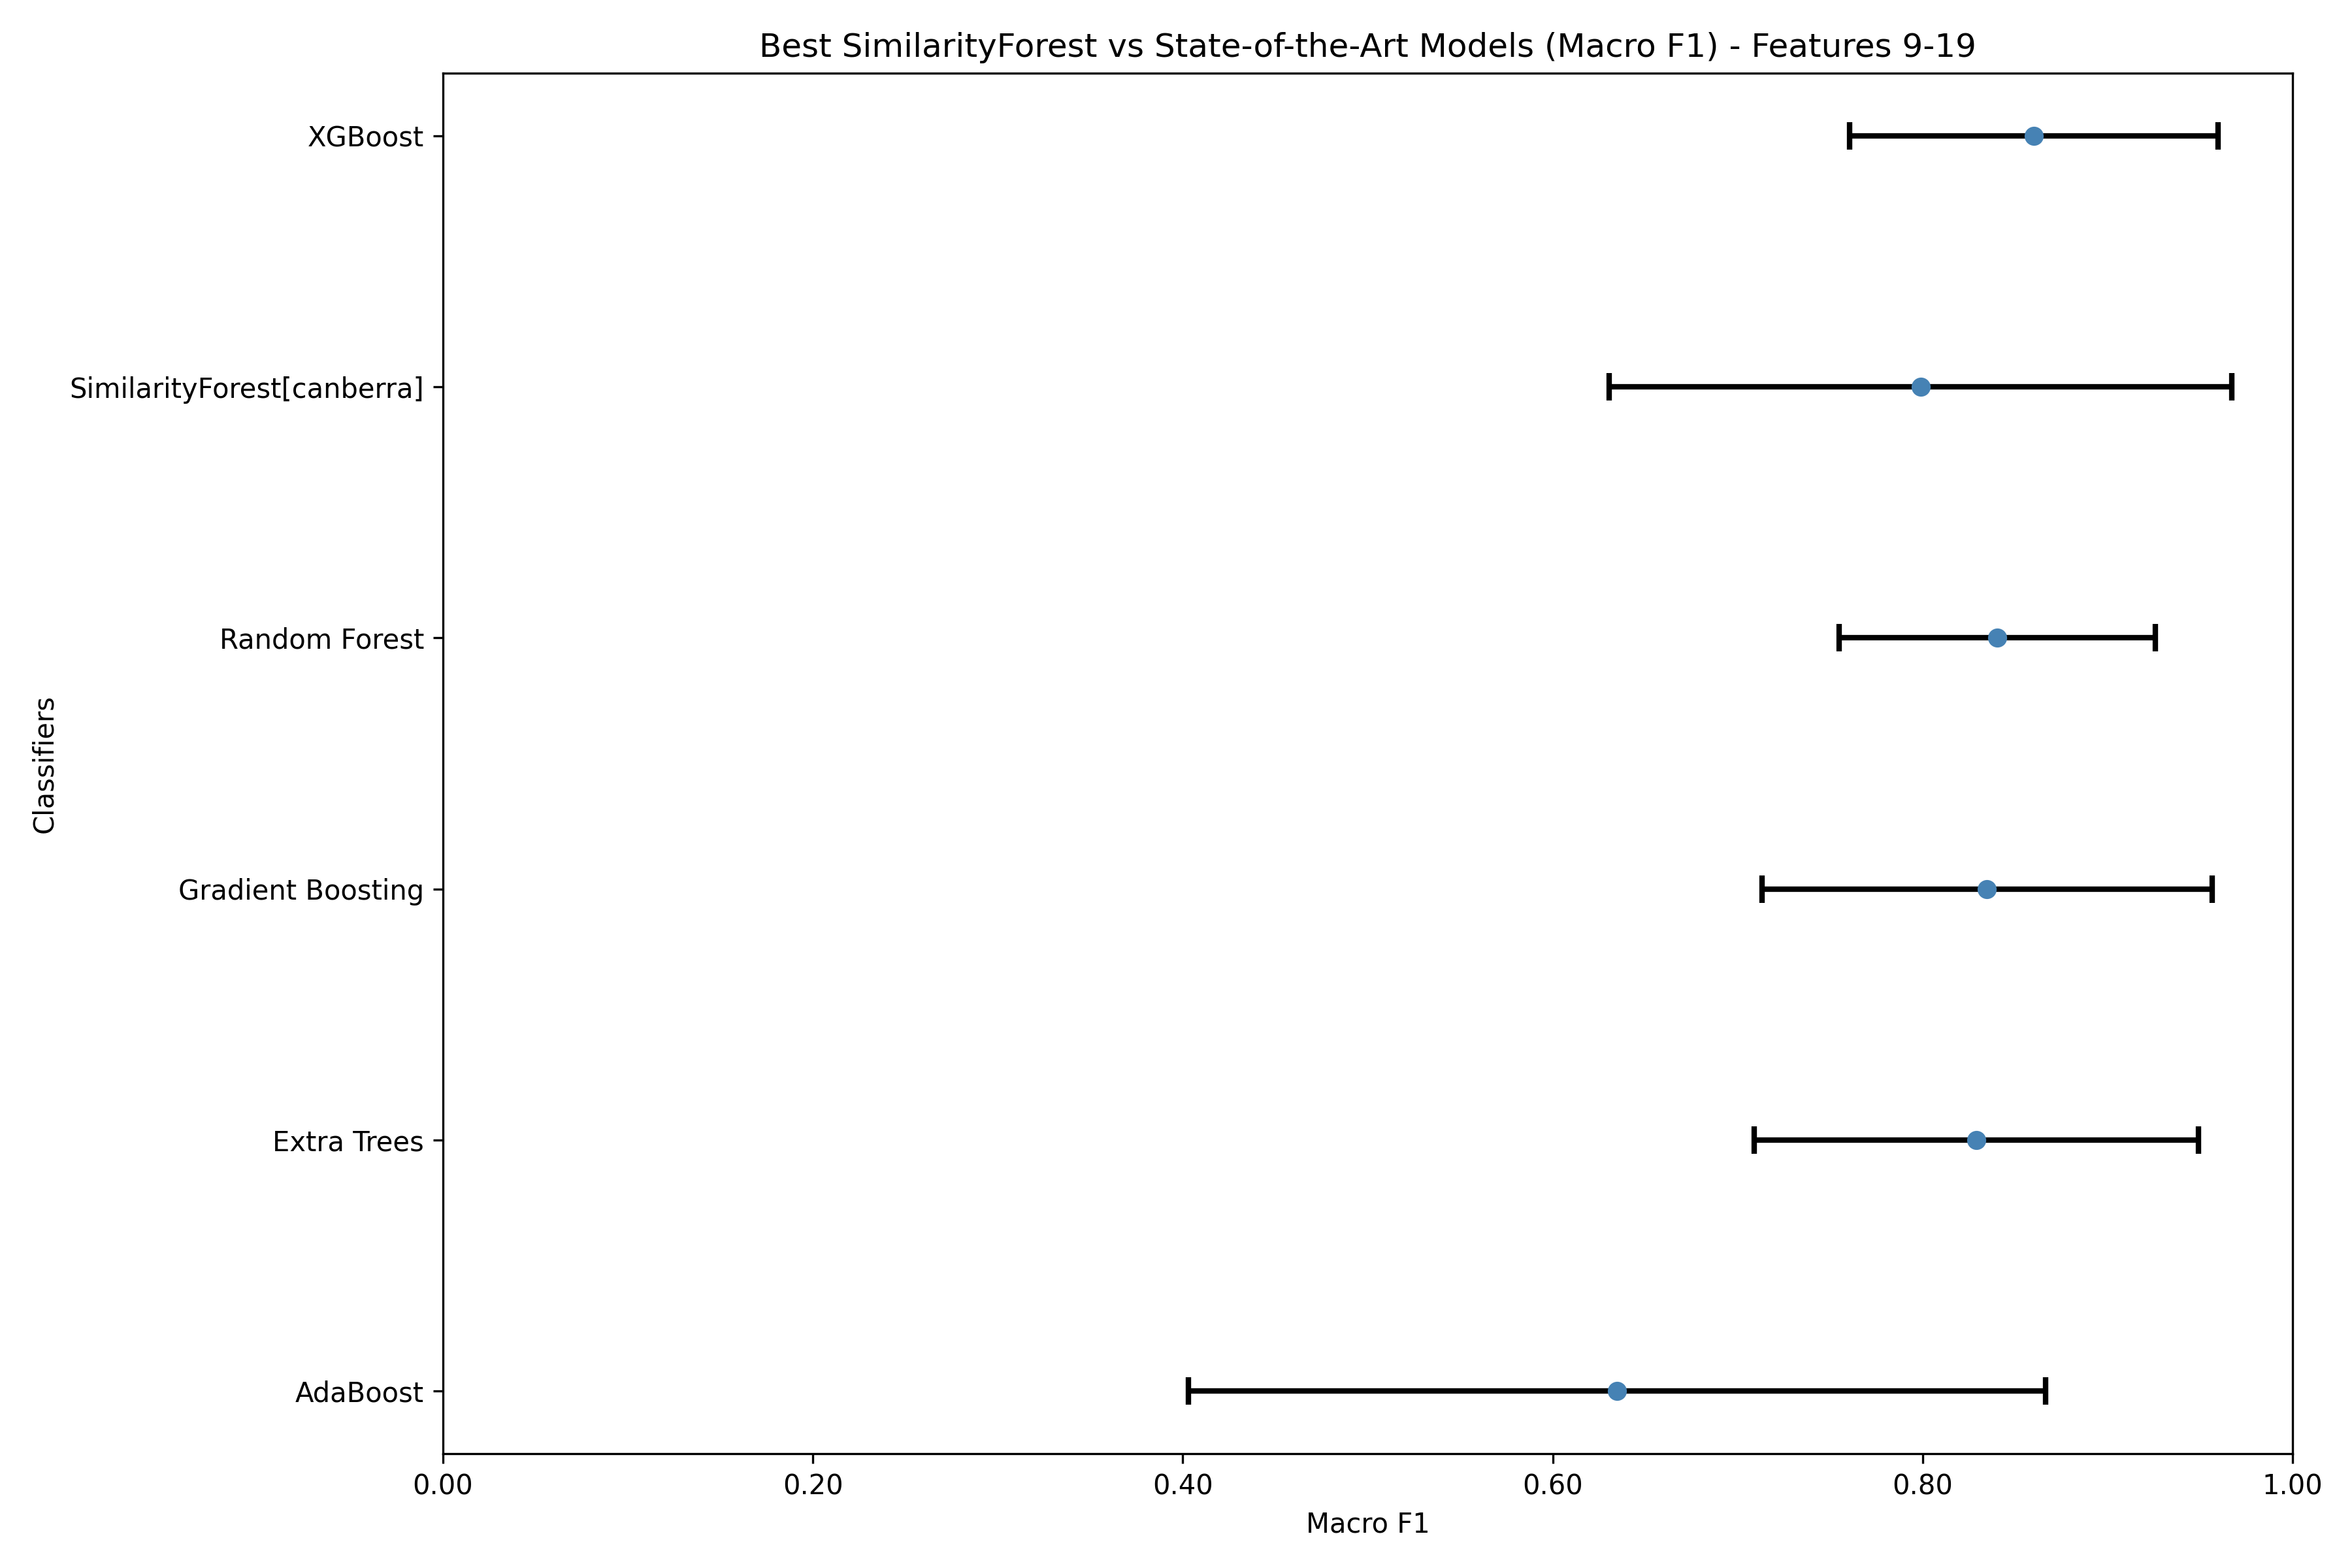 Best SimilarityForest vs State-of-the-Art Models (Macro F1) - Features 9-19
XGBoost
SimilarityForest[canberra]
Random Forest
Gradient Boosting
Extra Trees
AdaBoost
Classifiers
0.00 0.20 0.40 0.60 0.80 1.00
Macro F1